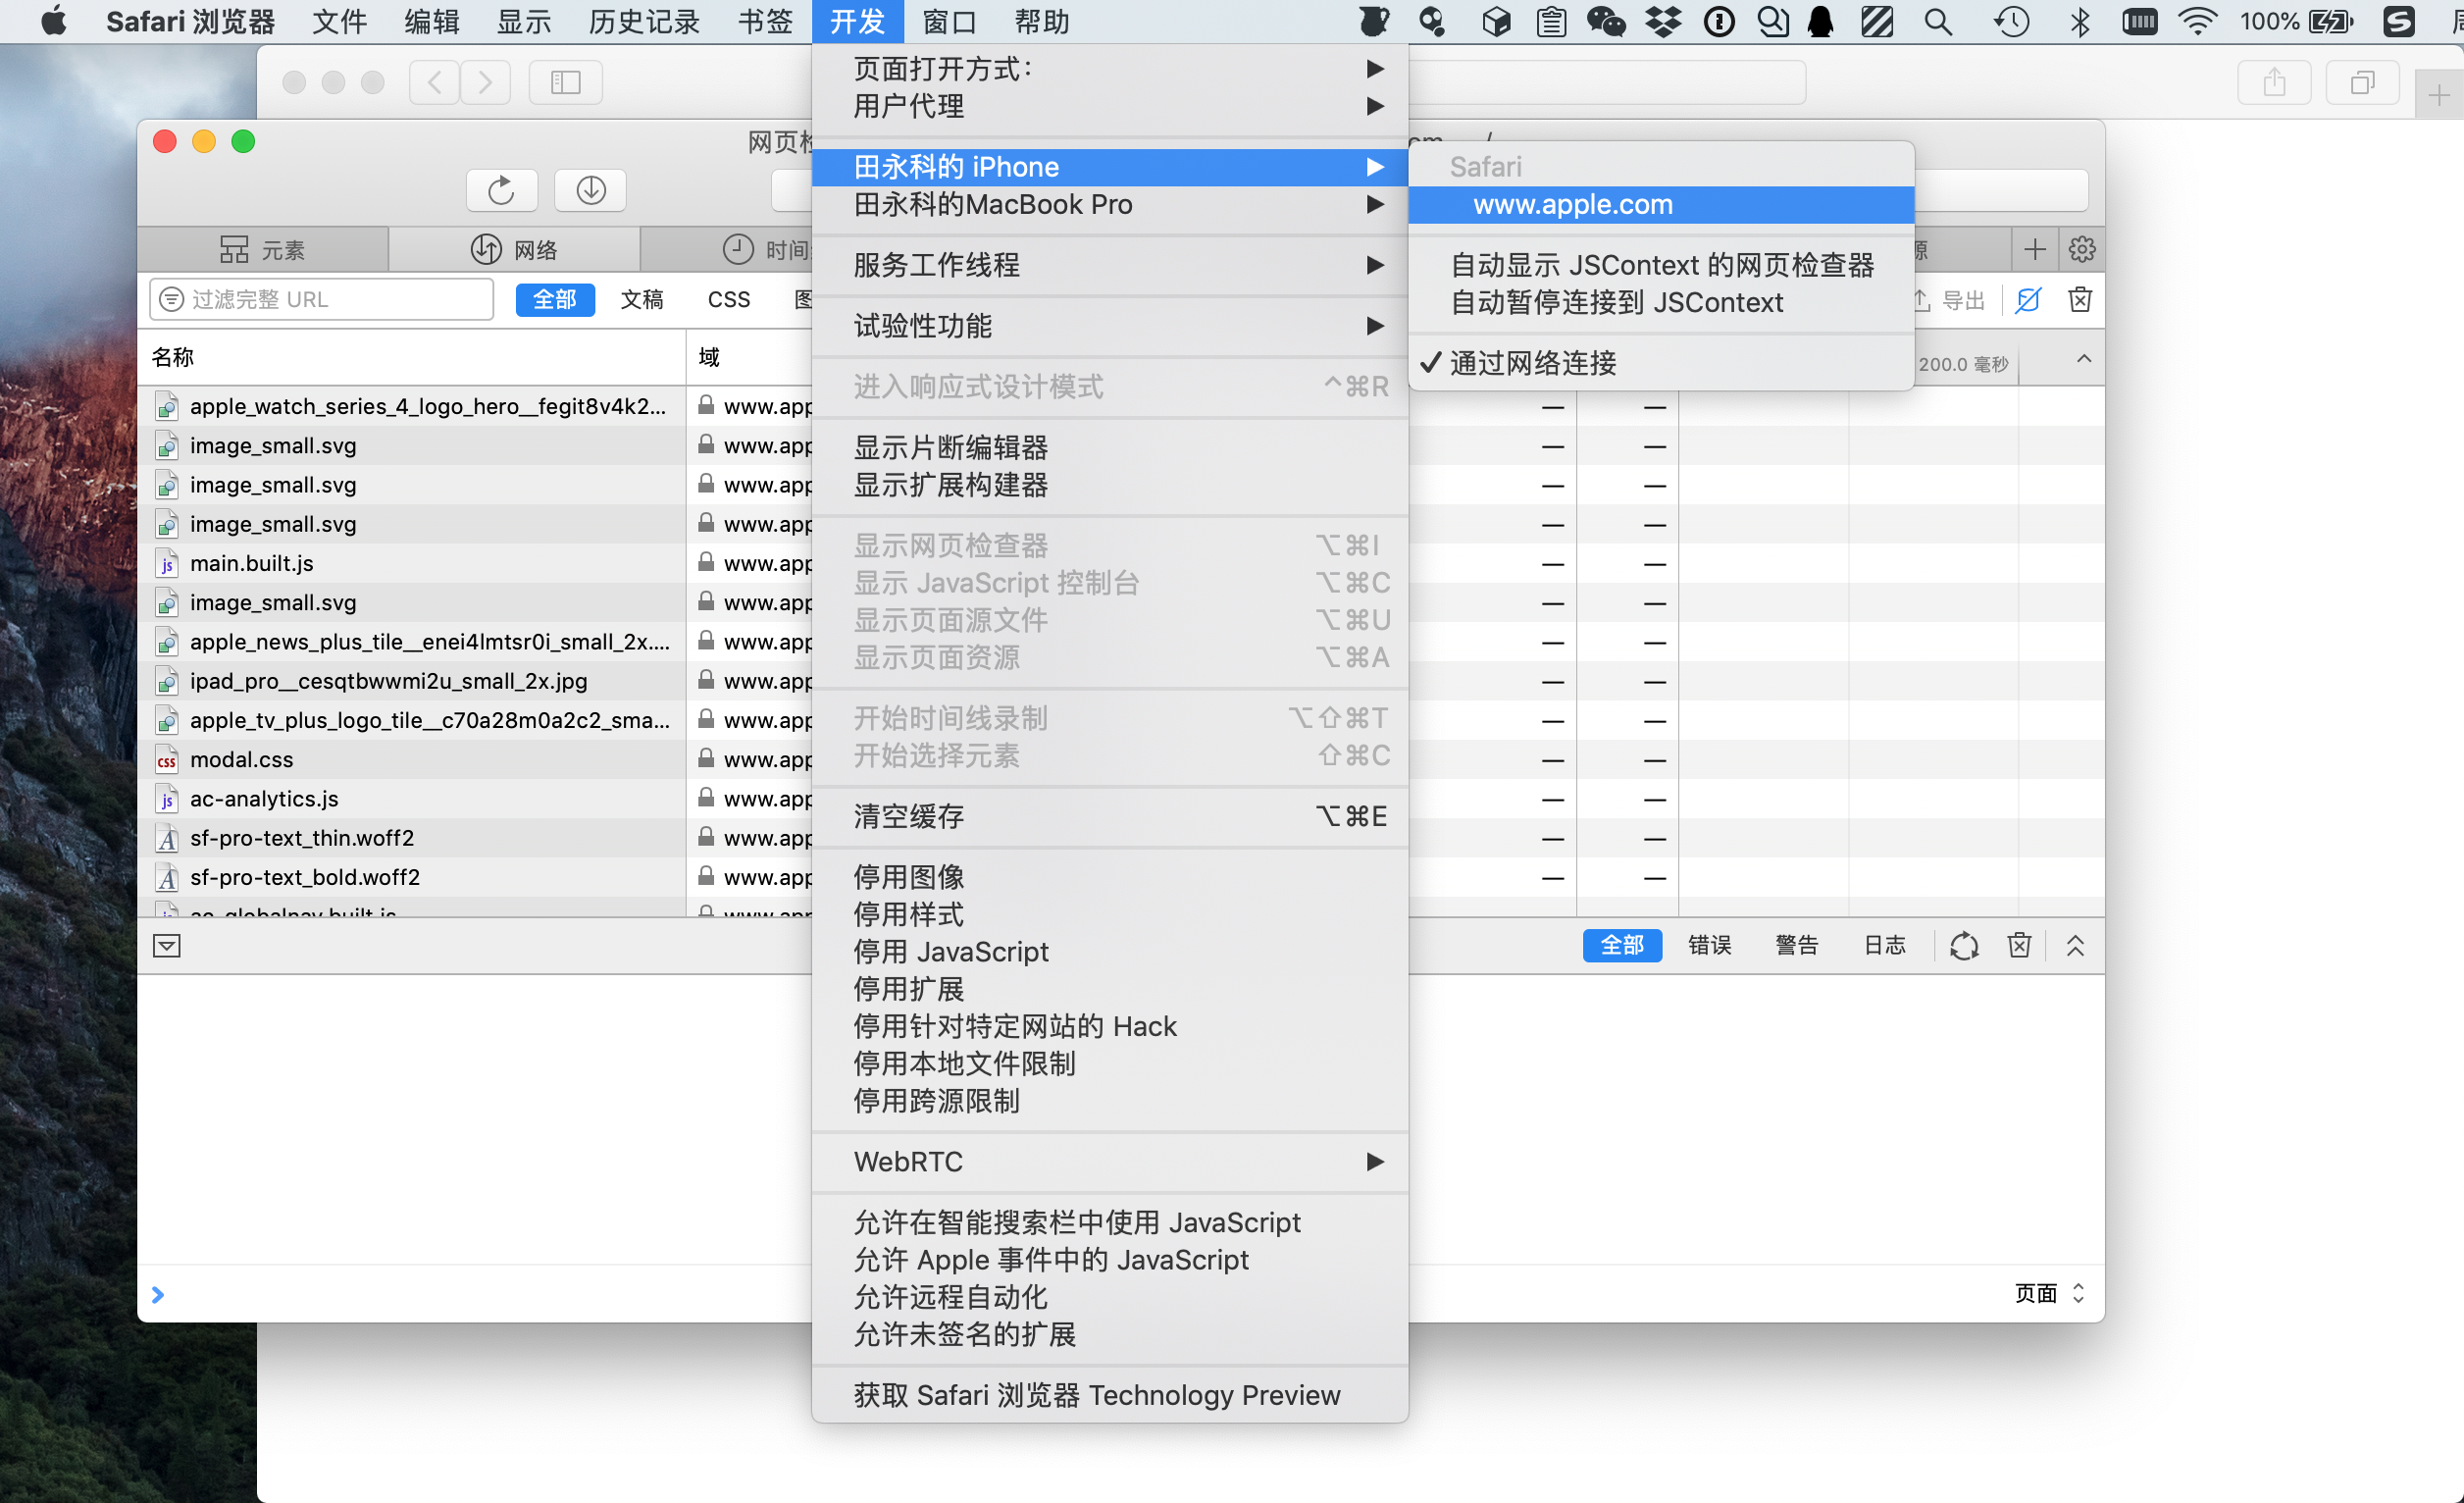 Safari 浏览器 文件 编辑 显示 历史记录 书签 开发 窗口 帮助 100%
页面打开方式：
用户代理
田永科的 iPhone
田永科的MacBook Pro
服务工作线程
试验性功能
进入响应式设计模式 ^⌘R
显示片断编辑器
显示扩展构建器
显示网页检查器 ⌥⌘I
显示 JavaScript 控制台 ⌥⌘C
显示页面源文件 ⌥⌘U
显示页面资源 ⌥⌘A
开始时间线录制 ⌥⇧⌘T
开始选择元素 ⇧⌘C
清空缓存 ⌥⌘E
停用图像
停用样式
停用 JavaScript
停用扩展
停用针对特定网站的 Hack
停用本地文件限制
停用跨源限制
WebRTC
允许在智能搜索栏中使用 JavaScript
允许 Apple 事件中的 JavaScript
允许远程自动化
允许未签名的扩展
获取 Safari 浏览器 Technology Preview
Safari
www.apple.com
自动显示 JSContext 的网页检查器
自动暂停连接到 JSContext
✓ 通过网络连接
网页
元素 网络 时间 源
过滤完整 URL 全部 文稿 CSS 导出
名称 域 200.0 毫秒
apple_watch_series_4_logo_hero__fegit8v4k2... www.app — —
image_small.svg www.app — —
image_small.svg www.app — —
image_small.svg www.app — —
js main.built.js www.app — —
image_small.svg www.app — —
apple_news_plus_tile__enei4lmtsr0i_small_2x.... www.app — —
ipad_pro__cesqtbwwmi2u_small_2x.jpg www.app — —
apple_tv_plus_logo_tile__c70a28m0a2c2_sma... www.app — —
css modal.css www.app — —
js ac-analytics.js www.app — —
A sf-pro-text_thin.woff2 www.app — —
A sf-pro-text_bold.woff2 www.app — —
ac-globalnav.built.js www.app
全部 错误 警告 日志
页面